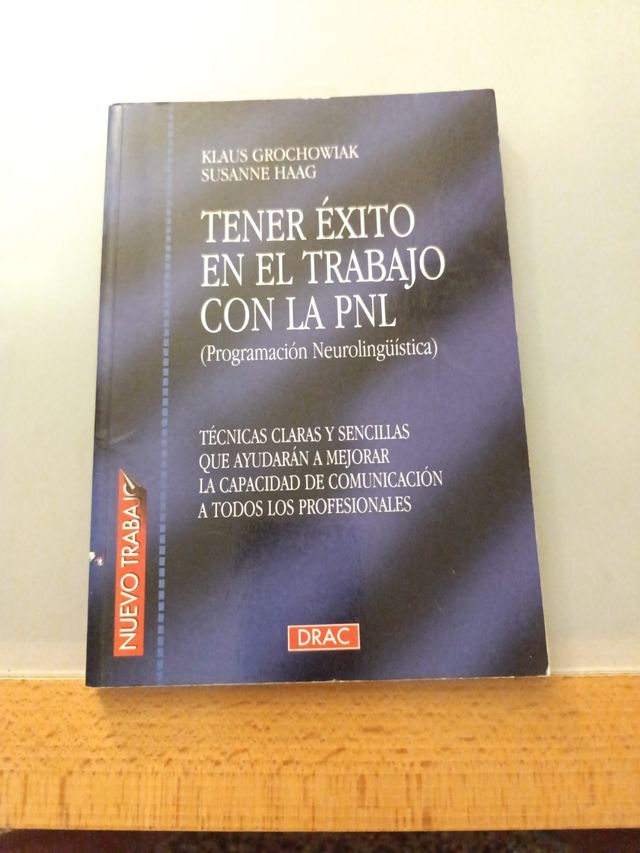 KLAUS GROCHOWIAK
SUSANNE HAAG
TENER ÉXITO
EN EL TRABAJO
CON LA PNL
(Programación Neurolingüística)
TÉCNICAS CLARAS Y SENCILLAS
QUE AYUDARÁN A MEJORAR
LA CAPACIDAD DE COMUNICACIÓN
A TODOS LOS PROFESIONALES
NUEVO TRABAJO
DRAC